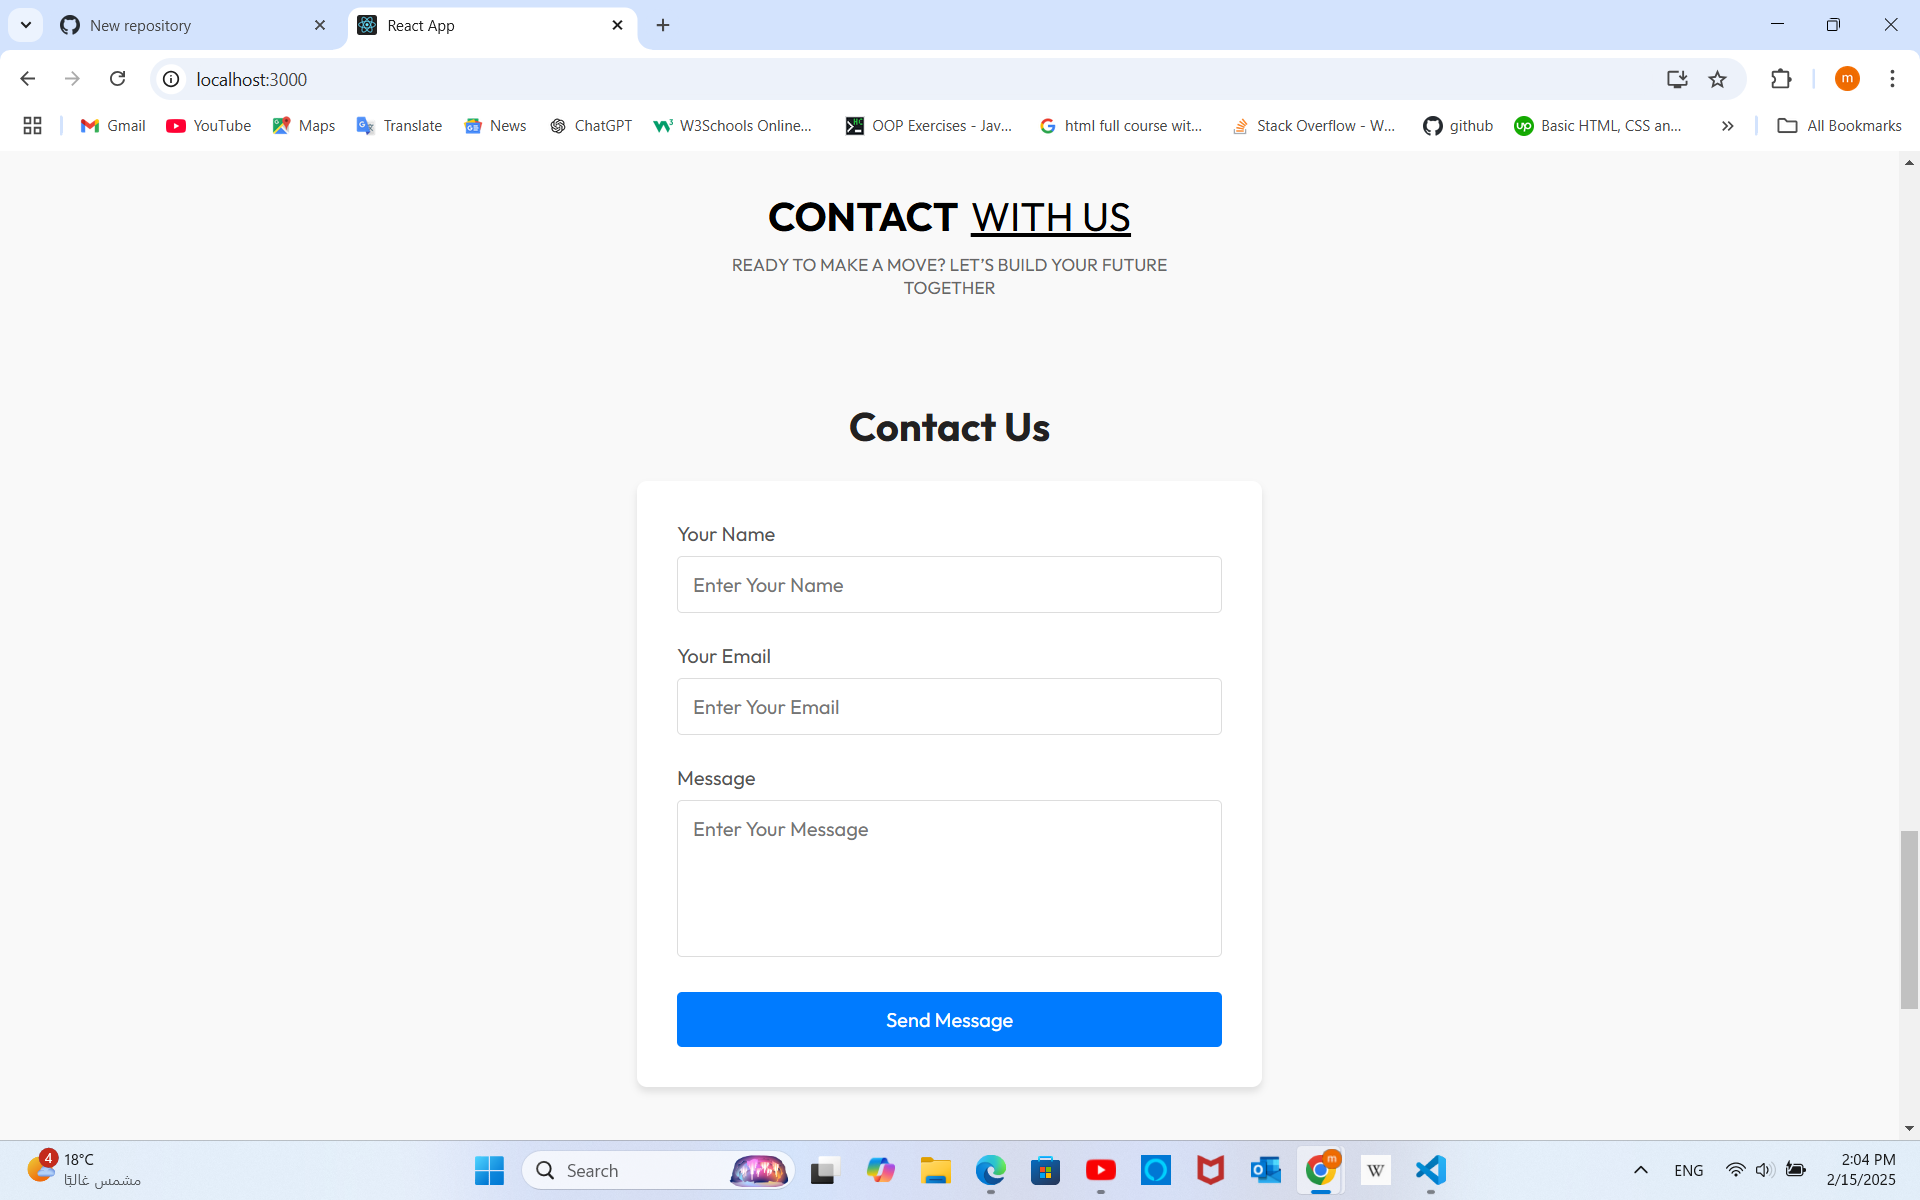 New repository
React App
localhost:3000
m
Gmail
YouTube
Maps
Translate
News
ChatGPT
W3Schools Online...
OOP Exercises - Jav...
html full course wit...
Stack Overflow - W...
github
Basic HTML, CSS an...
All Bookmarks
CONTACT WITH US
READY TO MAKE A MOVE? LET’S BUILD YOUR FUTURE
TOGETHER
Contact Us
Your Name
Enter Your Name
Your Email
Enter Your Email
Message
Enter Your Message
Send Message
4
18°C
مشمس غالبًا
Search
m
W
ENG
2:04 PM
2/15/2025